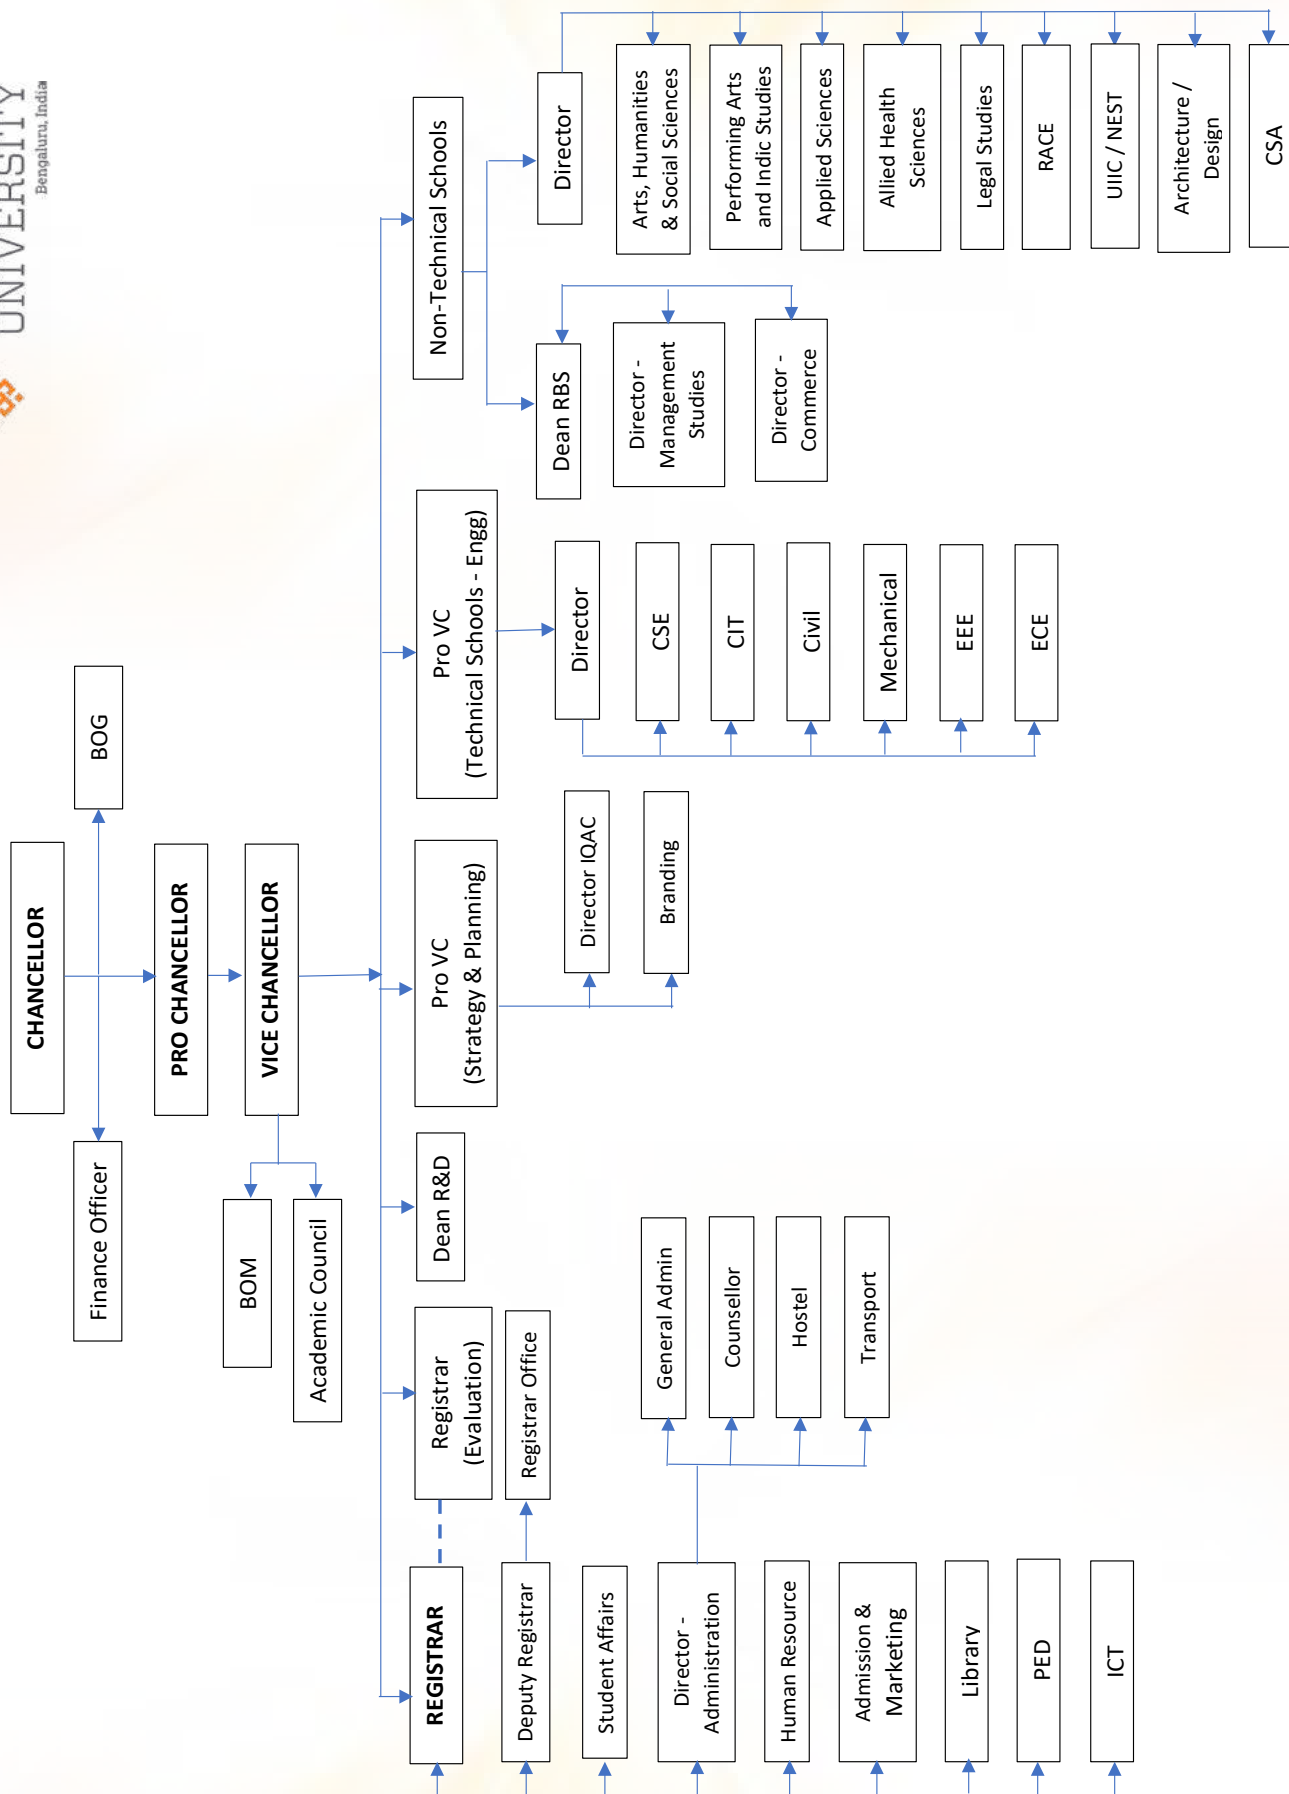 UNIVERSITY
Bengaluru, India
CHANCELLOR
Finance Officer
BOG
PRO CHANCELLOR
VICE CHANCELLOR
BOM
Academic Council
REGISTRAR
Registrar
(Evaluation)
Dean R&D
Pro VC
(Strategy & Planning)
Pro VC
(Technical Schools - Engg)
Non-Technical Schools
Deputy Registrar
Registrar Office
Student Affairs
Director -
Administration
Human Resource
Admission &
Marketing
Library
PED
ICT
General Admin
Counsellor
Hostel
Transport
Director IQAC
Branding
Director
CSE
CIT
Civil
Mechanical
EEE
ECE
Dean RBS
Director -
Management
Studies
Director -
Commerce
Director
Arts, Humanities
& Social Sciences
Performing Arts
and Indic Studies
Applied Sciences
Allied Health
Sciences
Legal Studies
RACE
UIIC / NEST
Architecture /
Design
CSA